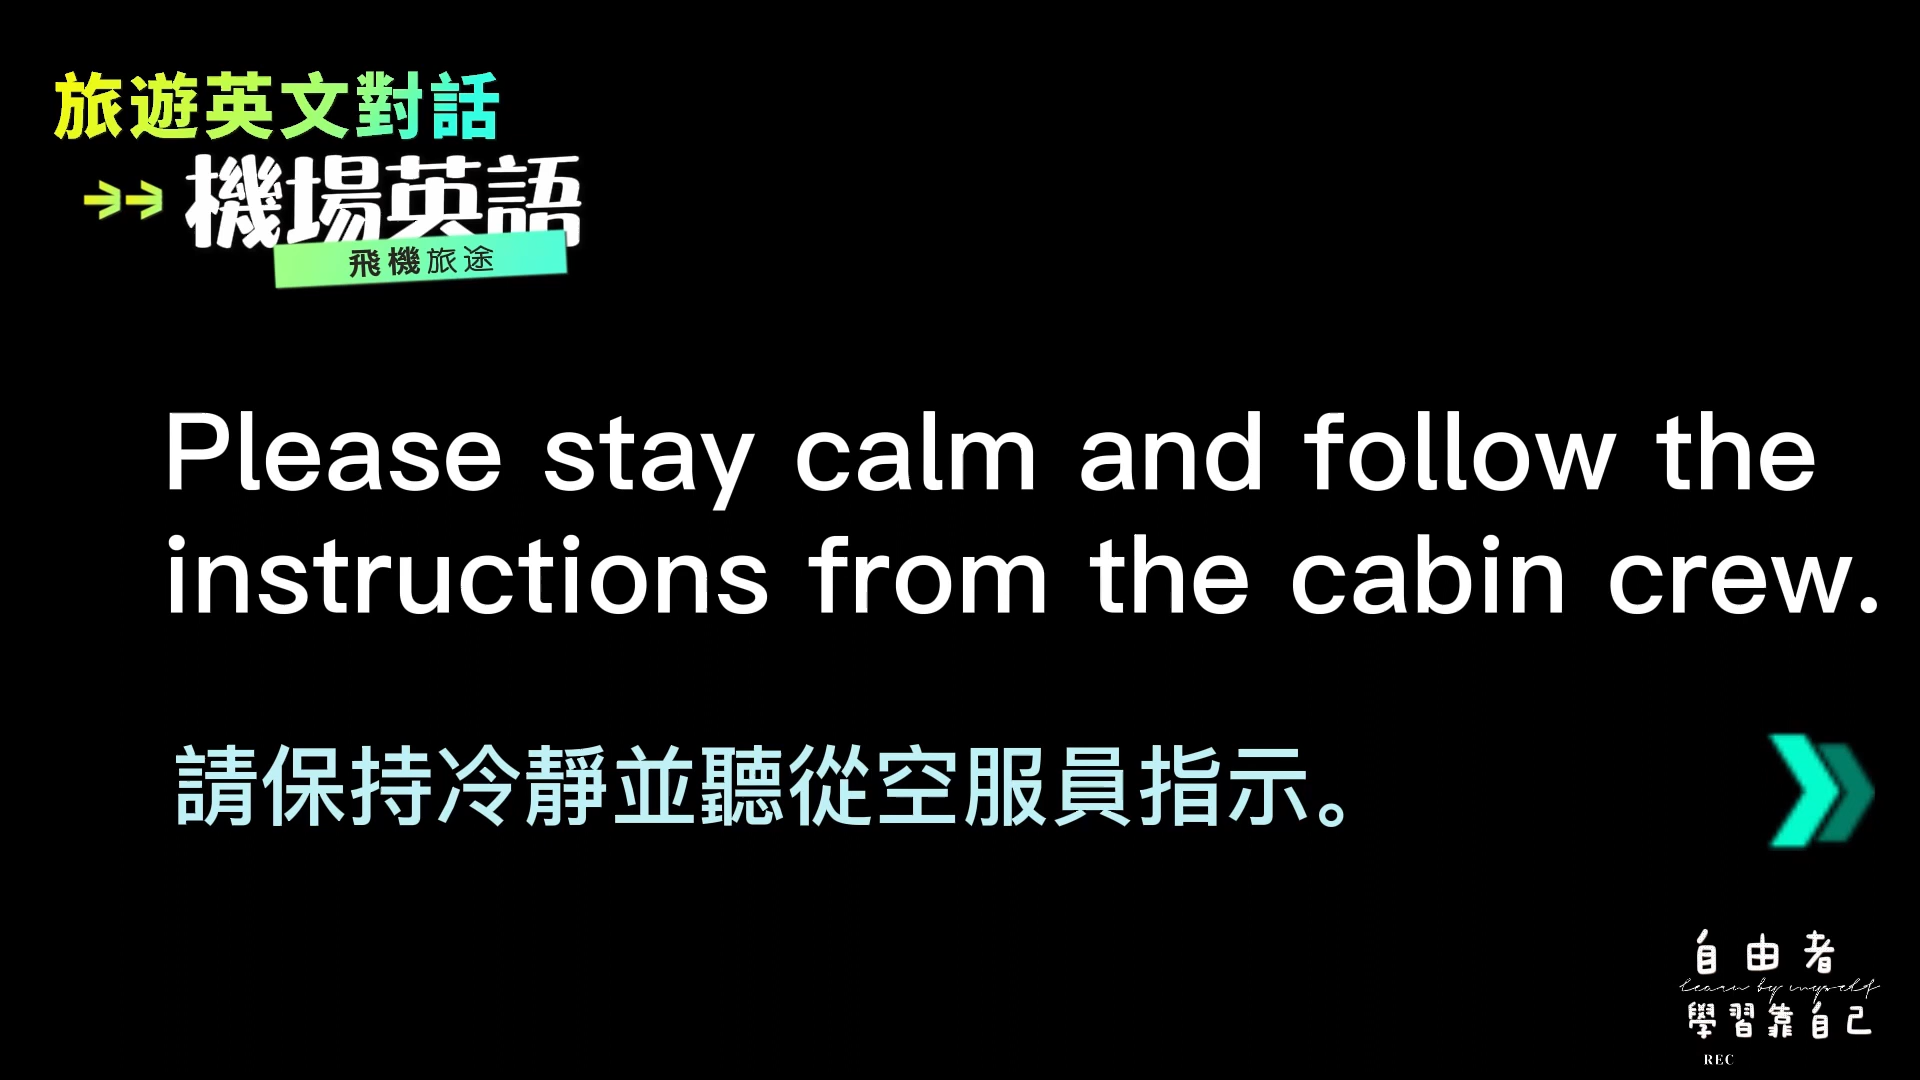 旅遊英文對話
機場英語
飛機旅途
Please stay calm and follow the
instructions from the cabin crew.
請保持冷靜並聽從空服員指示。
自由者
learn by myself
學習靠自己
REC